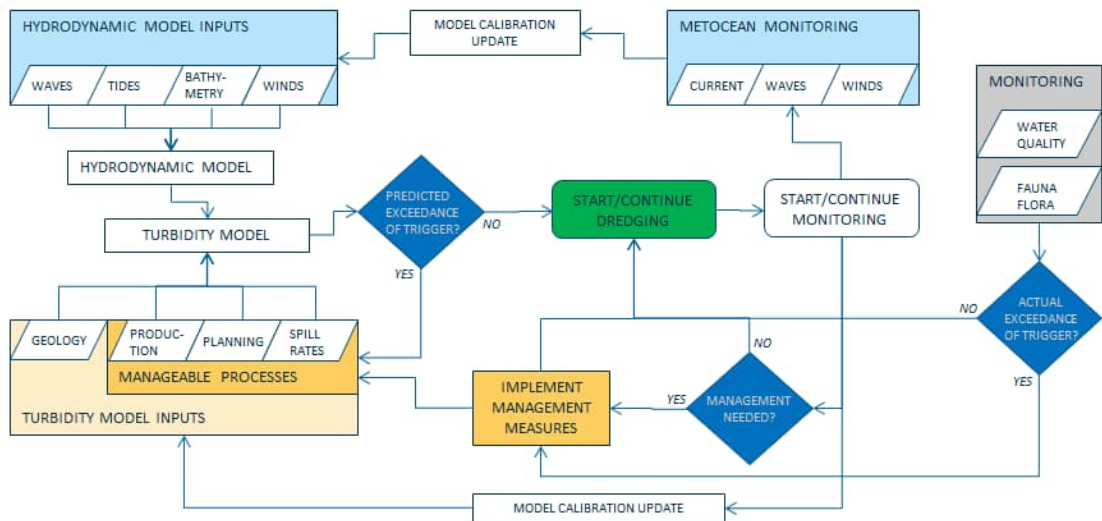 HYDRODYNAMIC MODEL INPUTS
WAVES
TIDES
BATHY-
METRY
WINDS
MODEL CALIBRATION
UPDATE
METOCEAN MONITORING
CURRENT
WAVES
WINDS
MONITORING
WATER
QUALITY
FAUNA
FLORA
HYDRODYNAMIC MODEL
TURBIDITY MODEL
PREDICTED
EXCEEDANCE
OF TRIGGER?
NO
YES
START/CONTINUE
DREDGING
START/CONTINUE
MONITORING
ACTUAL
EXCEEDANCE
OF TRIGGER?
NO
YES
GEOLOGY
PRODUC-
TION
PLANNING
SPILL
RATES
MANAGEABLE PROCESSES
TURBIDITY MODEL INPUTS
IMPLEMENT
MANAGEMENT
MEASURES
YES
NO
MANAGEMENT
NEEDED?
MODEL CALIBRATION UPDATE